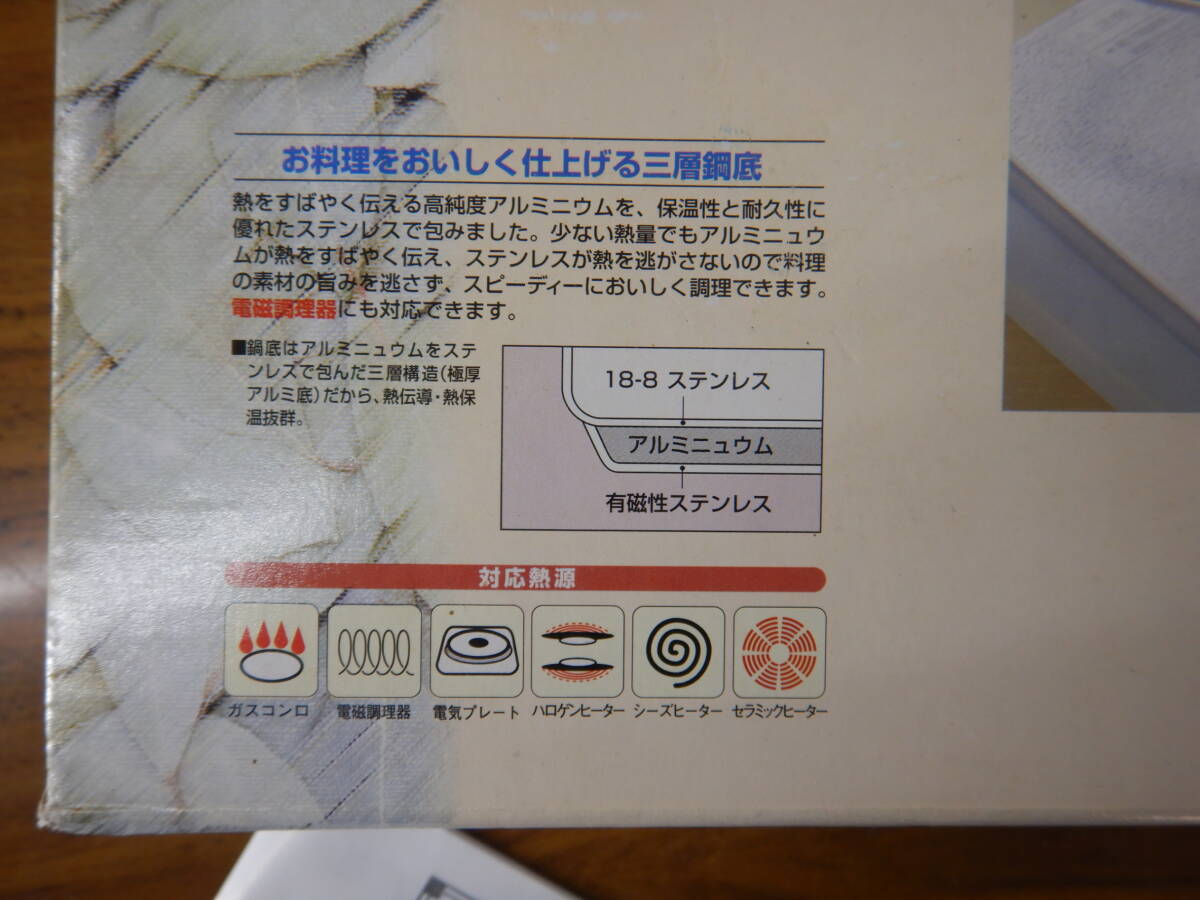 お料理をおいしく仕上げる三層鋼底
熱をすばやく伝える高純度アルミニウムを、保温性と耐久性に
優れたステンレスで包みました。少ない熱量でもアルミニュウ
ムが熱をすばやく伝え、ステンレスが熱を逃がさないので料理
の素材の旨みを逃さず、スピーディーにおいしく調理できます。
電磁調理器にも対応できます。
■鍋底はアルミニュウムをステ
ンレスで包んだ三層構造(極厚
アルミ底)だから、熱伝導・熱保
温抜群。
18-8 ステンレス
アルミニュウム
有磁性ステンレス
対応熱源
ガスコンロ 電磁調理器 電気プレート ハロゲンヒーター シーズヒーター セラミックヒーター